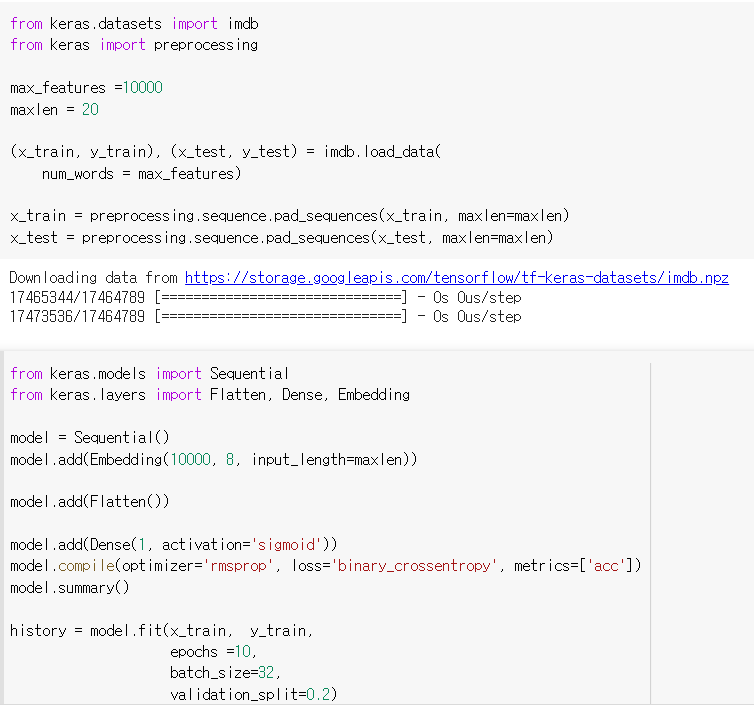 from keras.datasets import imdb
from keras import preprocessing
max_features =10000
maxlen = 20
(x_train, y_train), (x_test, y_test) = imdb.load_data(
num_words = max_features)
x_train = preprocessing.sequence.pad_sequences(x_train, maxlen=maxlen)
x_test = preprocessing.sequence.pad_sequences(x_test, maxlen=maxlen)
Downloading data from https://storage.googleapis.com/tensorflow/tf-keras-datasets/imdb.npz
17465344/17464789 [==============================] - 0s 0us/step
17473536/17464789 [==============================] - 0s 0us/step
from keras.models import Sequential
from keras.layers import Flatten, Dense, Embedding
model = Sequential()
model.add(Embedding(10000, 8, input_length=maxlen))
model.add(Flatten())
model.add(Dense(1, activation='sigmoid'))
model.compile(optimizer='rmsprop', loss='binary_crossentropy', metrics=['acc'])
model.summary()
history = model.fit(x_train, y_train,
epochs =10,
batch_size=32,
validation_split=0.2)